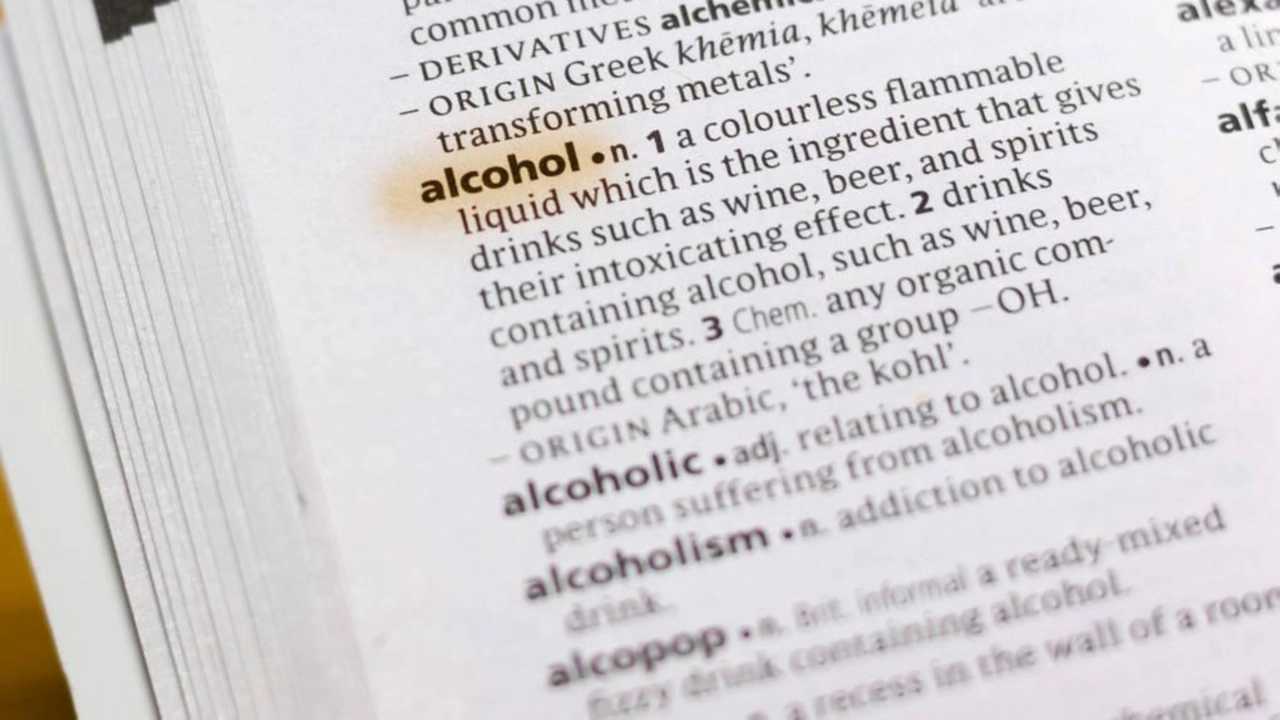 common
– DERIVATIVES alchem
– ORIGIN Greek khēmia, khēmeia
transforming metals’.
alcohol • n. 1 a colourless flammable
liquid which is the ingredient that gives
drinks such as wine, beer, and spirits
their intoxicating effect. 2 drinks
containing alcohol, such as wine, beer,
and spirits. 3 Chem. any organic com-
pound containing a group –OH.
– ORIGIN Arabic, ‘the kohl’.
alcoholic • adj. relating to alcohol. • n. a
person suffering from alcoholism.
alcoholism • n. addiction to alcoholic
drink.
alcopop • n. Brit. informal a ready-mixed
fizzy drink containing alcohol.
n. a recess in the wall of a room
chemical
alexa
a lin
– OR
alf